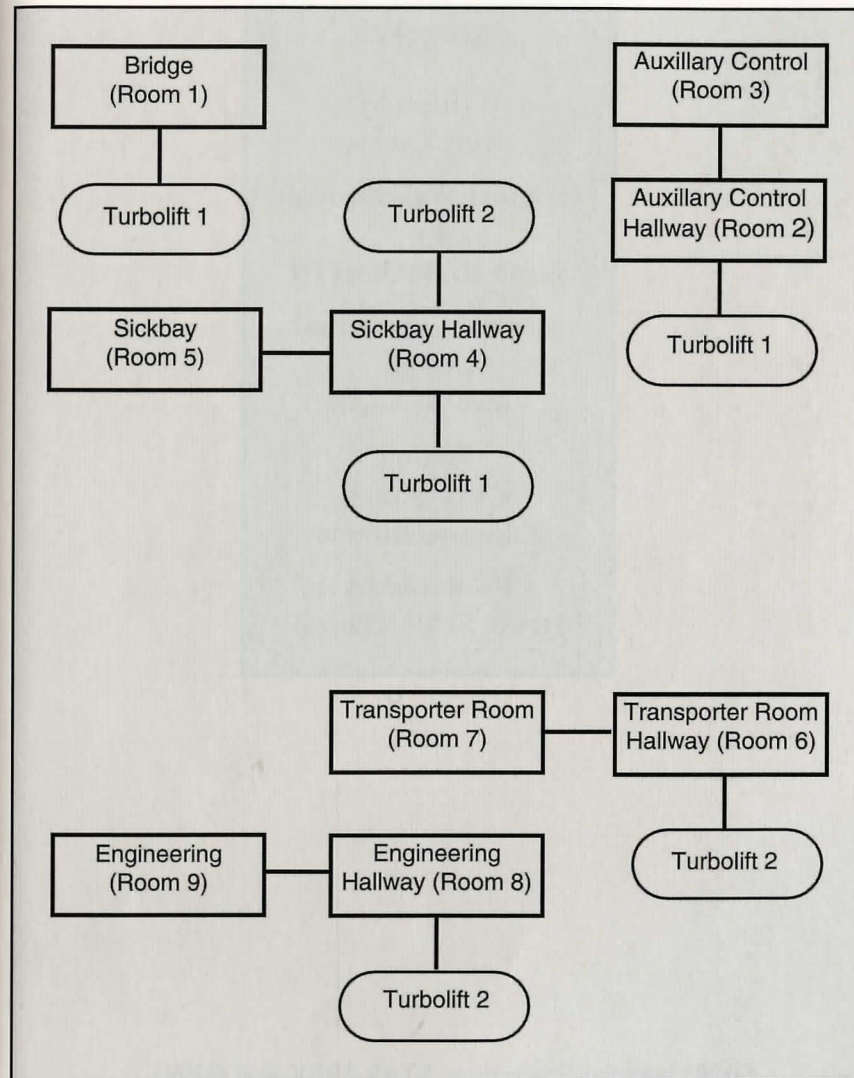 Bridge
(Room 1)
Auxillary Control
(Room 3)
Turbolift 1
Turbolift 2
Auxillary Control
Hallway (Room 2)
Sickbay
(Room 5)
Sickbay Hallway
(Room 4)
Turbolift 1
Turbolift 1
Transporter Room
(Room 7)
Transporter Room
Hallway (Room 6)
Engineering
(Room 9)
Engineering
Hallway (Room 8)
Turbolift 2
Turbolift 2